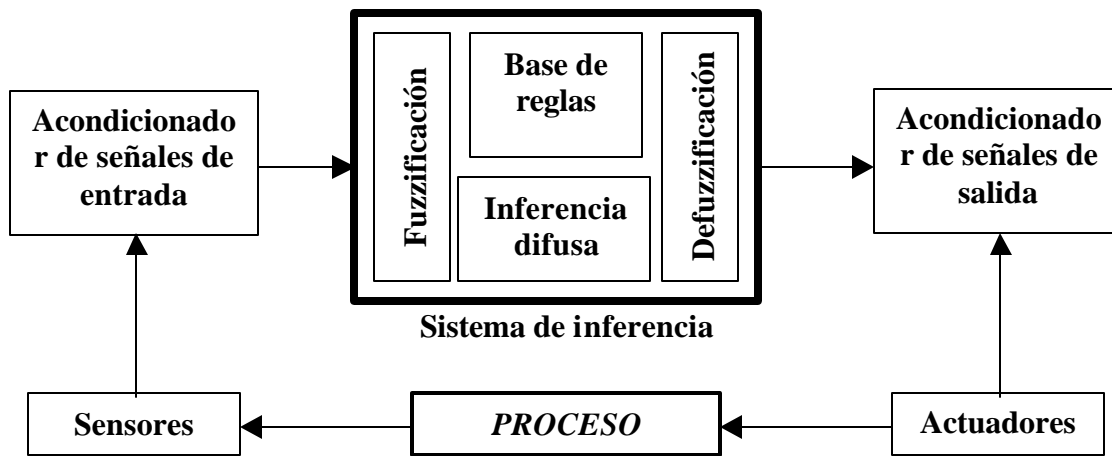 Acondicionado
r de señales de
entrada
Fuzzificación
Base de
reglas
Inferencia
difusa
Defuzzificación
Acondicionado
r de señales de
salida
Sistema de inferencia
Sensores
PROCESO
Actuadores